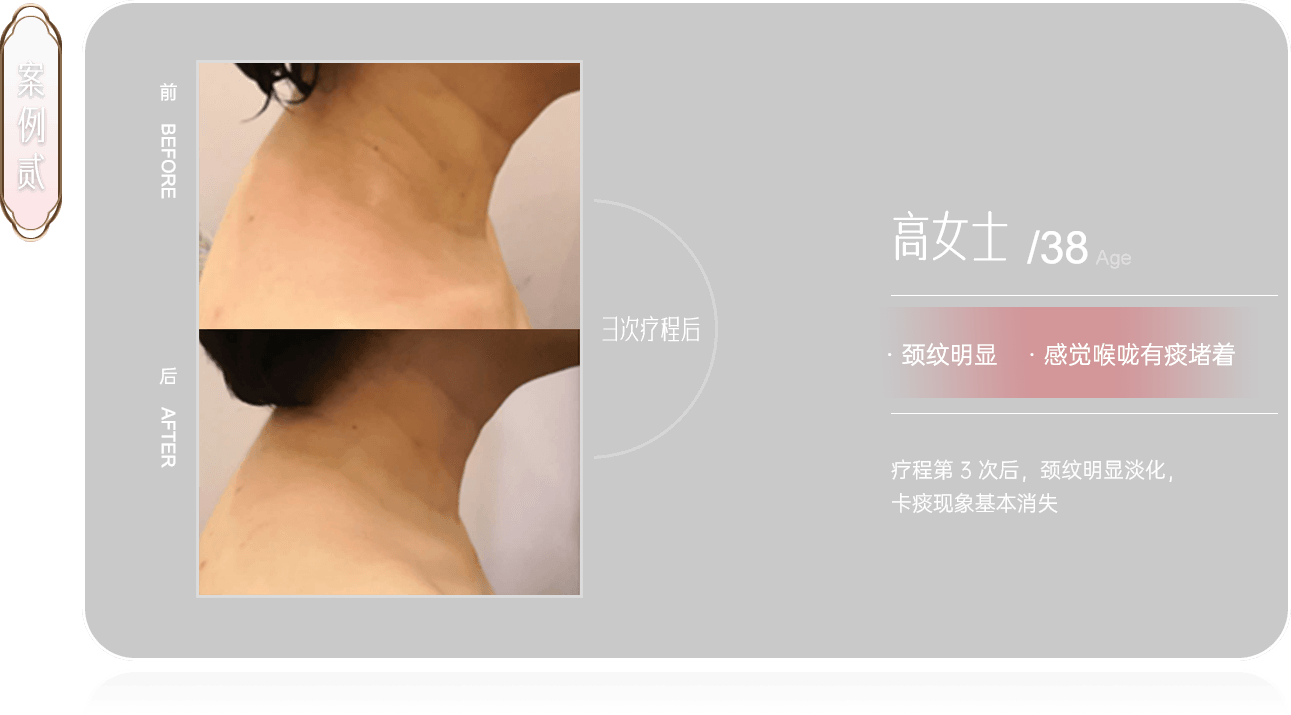 案例贰
前 BEFORE
后 AFTER
3次疗程后
高女士 /38 Age
· 颈纹明显 · 感觉喉咙有痰堵着
疗程第 3 次后，颈纹明显淡化，
卡痰现象基本消失